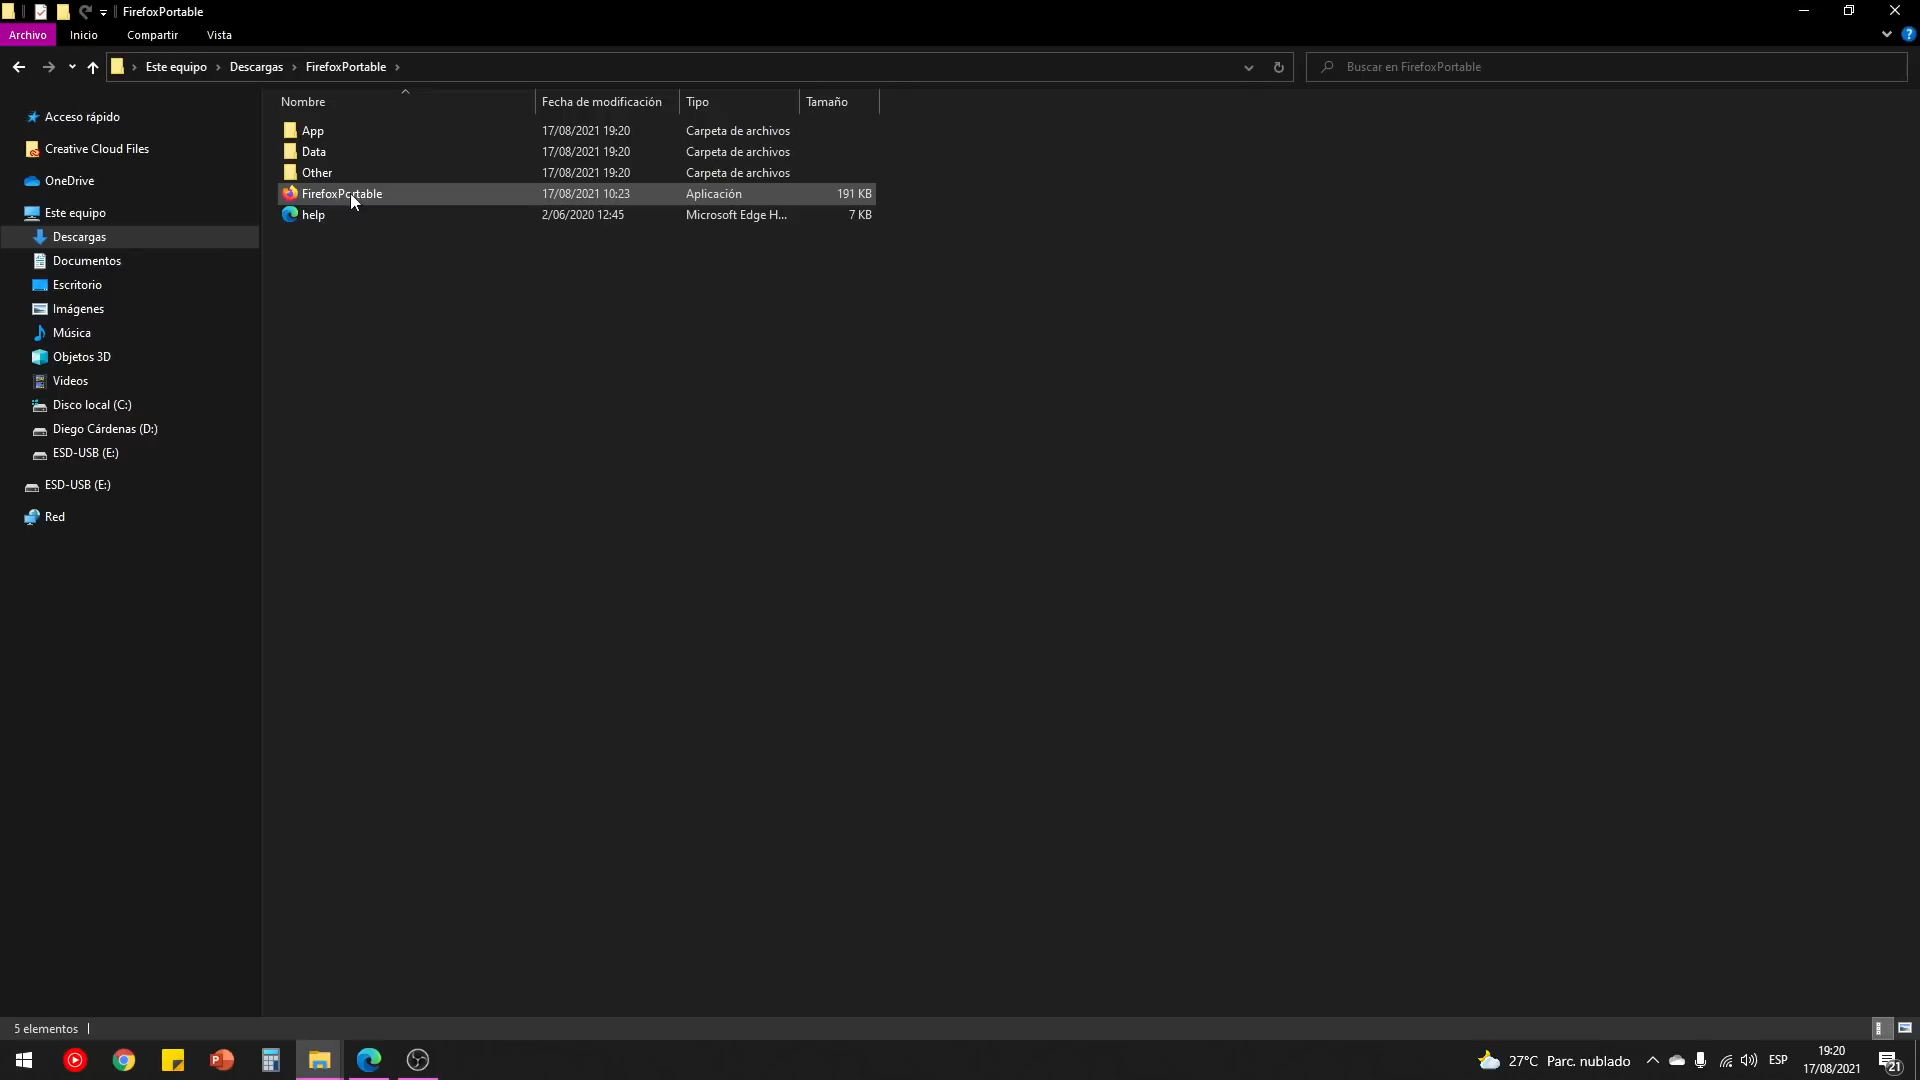 FirefoxPortable
Archivo Inicio Compartir Vista
Este equipo Descargas FirefoxPortable Buscar en FirefoxPortable
Nombre Fecha de modificación Tipo Tamaño
App 17/08/2021 19:20 Carpeta de archivos
Data 17/08/2021 19:20 Carpeta de archivos
Other 17/08/2021 19:20 Carpeta de archivos
FirefoxPortable 17/08/2021 10:23 Aplicación 191 KB
help 2/06/2020 12:45 Microsoft Edge H... 7 KB
Acceso rápido
Creative Cloud Files
OneDrive
Este equipo
Descargas
Documentos
Escritorio
Imágenes
Música
Objetos 3D
Videos
Disco local (C:)
Diego Cárdenas (D:)
ESD-USB (E:)
ESD-USB (E:)
Red
5 elementos
27°C Parc. nublado ESP 19:20
17/08/2021
21